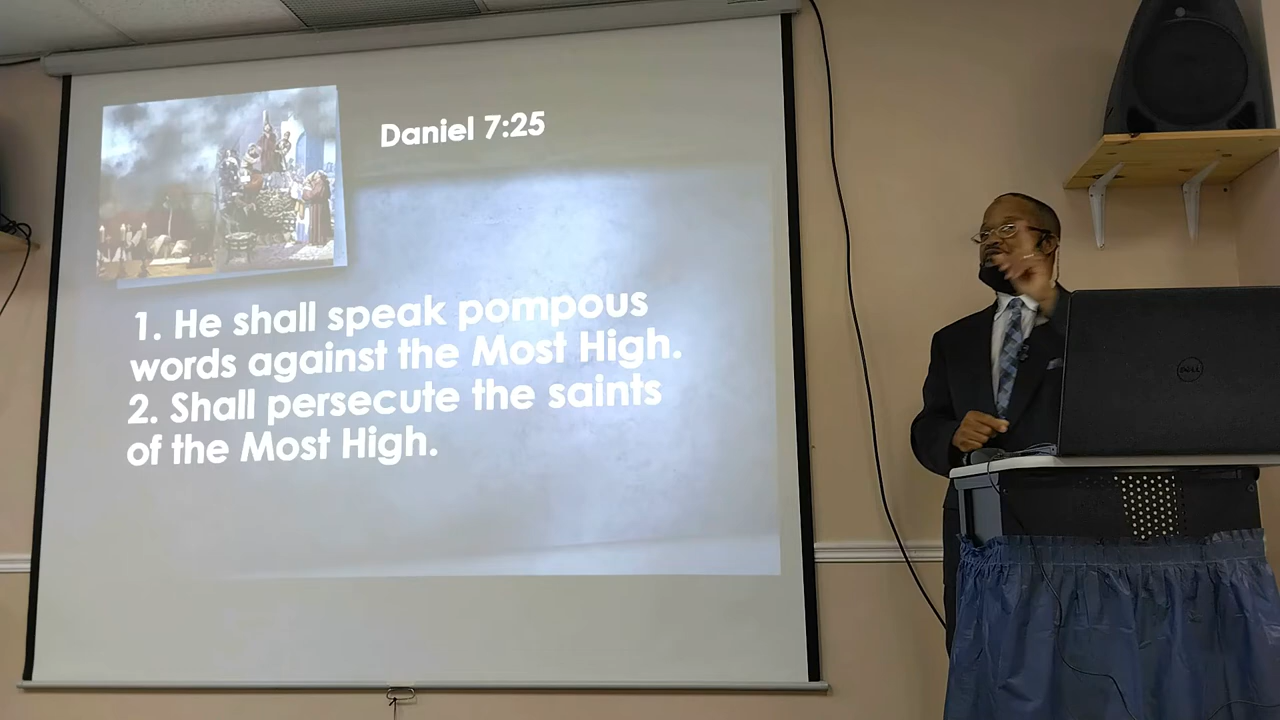 Daniel 7:25
1. He shall speak pompous
words against the Most High.
2. Shall persecute the saints
of the Most High.
DELL